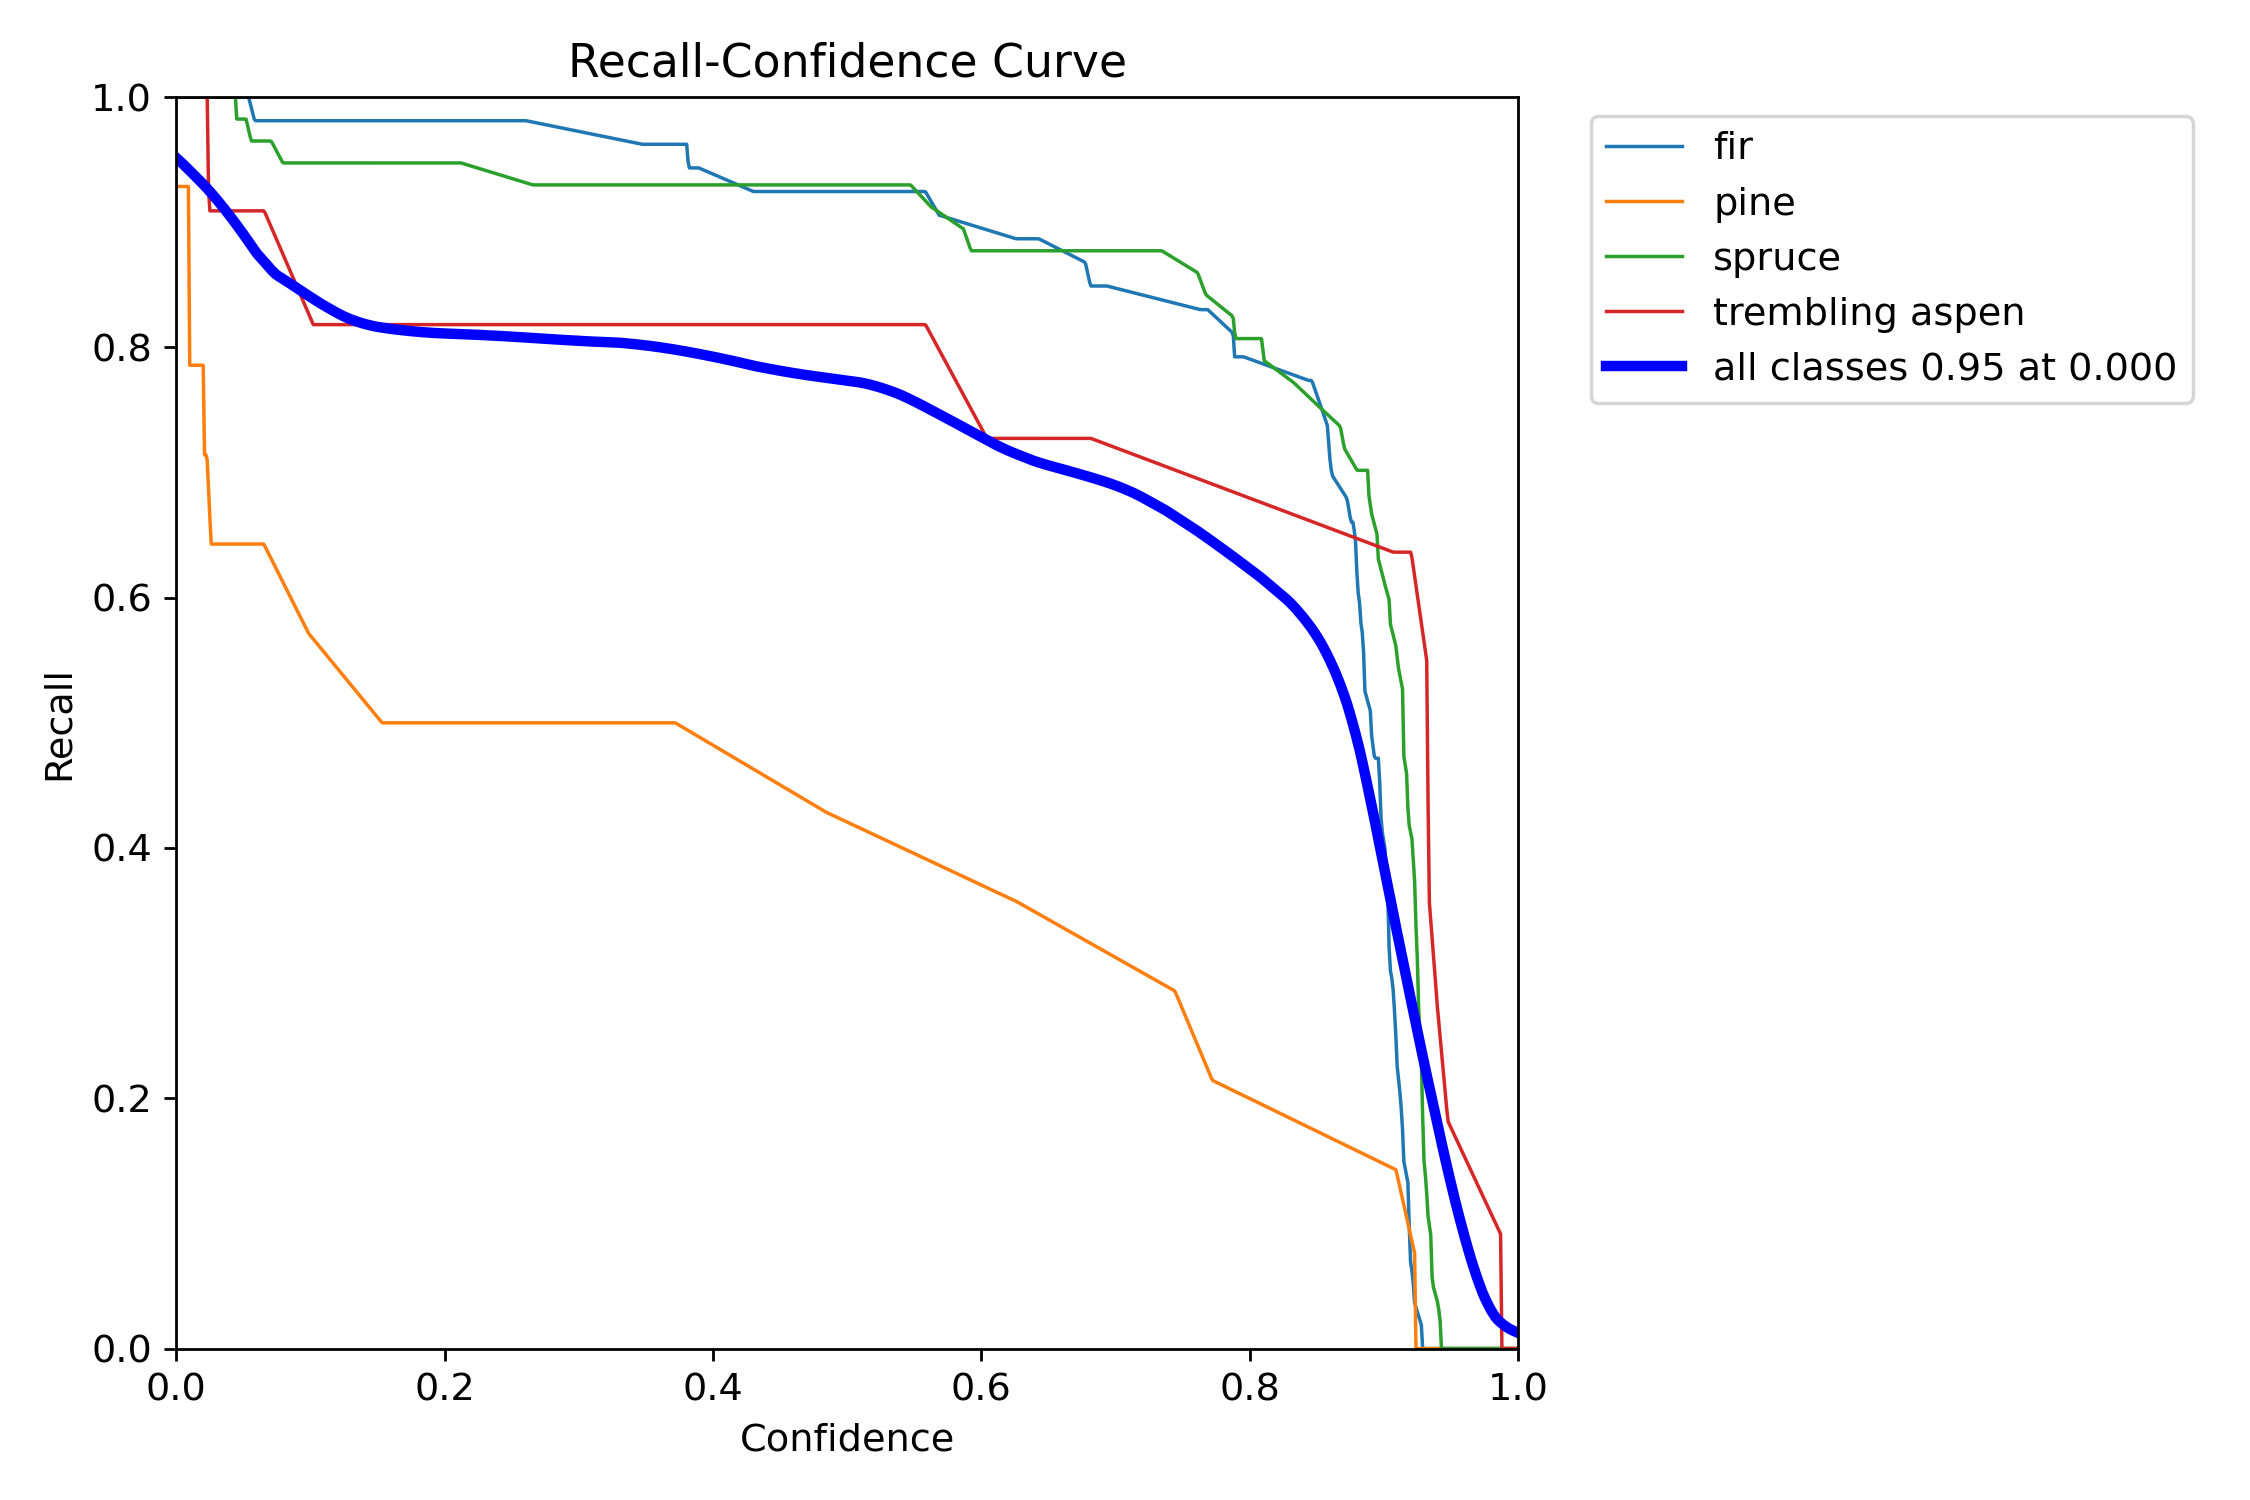 Recall-Confidence Curve
1.0
0.8
0.6
0.4
0.2
0.0
Recall
0.0 0.2 0.4 0.6 0.8 1.0
Confidence
fir
pine
spruce
trembling aspen
all classes 0.95 at 0.000